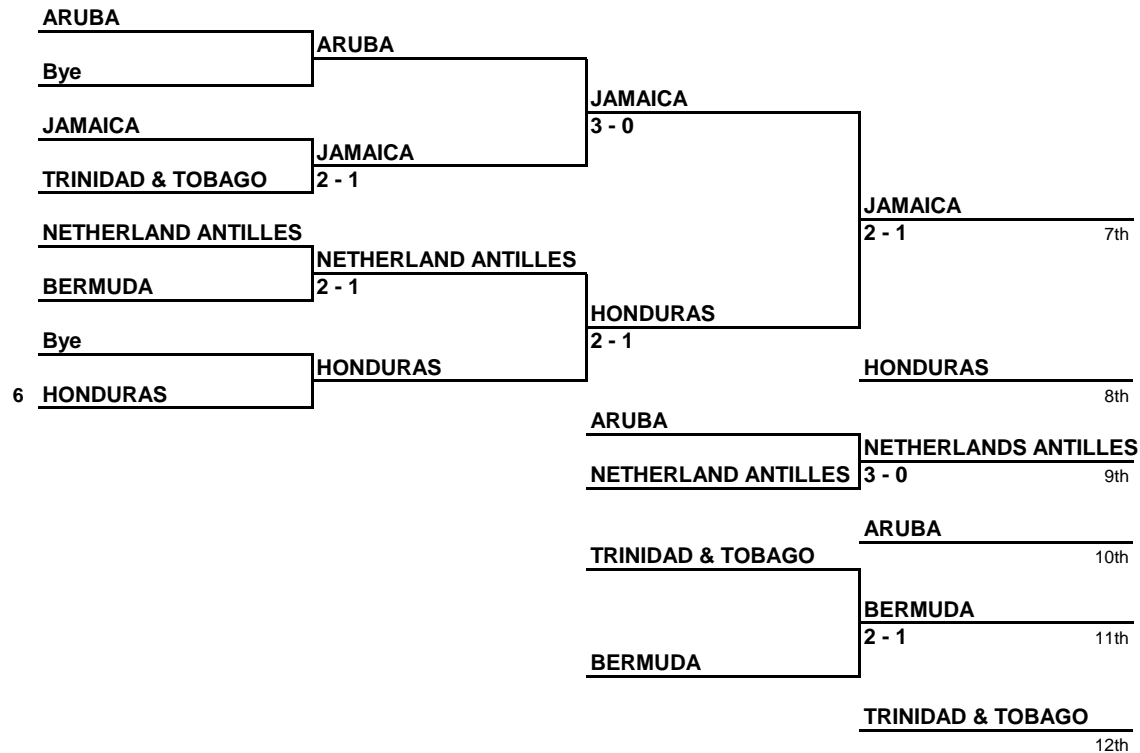 ARUBA
ARUBA
Bye
JAMAICA
JAMAICA
3 - 0
JAMAICA
TRINIDAD & TOBAGO
2 - 1
JAMAICA
NETHERLAND ANTILLES
2 - 1
7th
NETHERLAND ANTILLES
BERMUDA
2 - 1
HONDURAS
Bye
2 - 1
HONDURAS
HONDURAS
6 HONDURAS
8th
ARUBA
NETHERLANDS ANTILLES
NETHERLAND ANTILLES
3 - 0
9th
ARUBA
TRINIDAD & TOBAGO
10th
BERMUDA
2 - 1
11th
BERMUDA
TRINIDAD & TOBAGO
12th